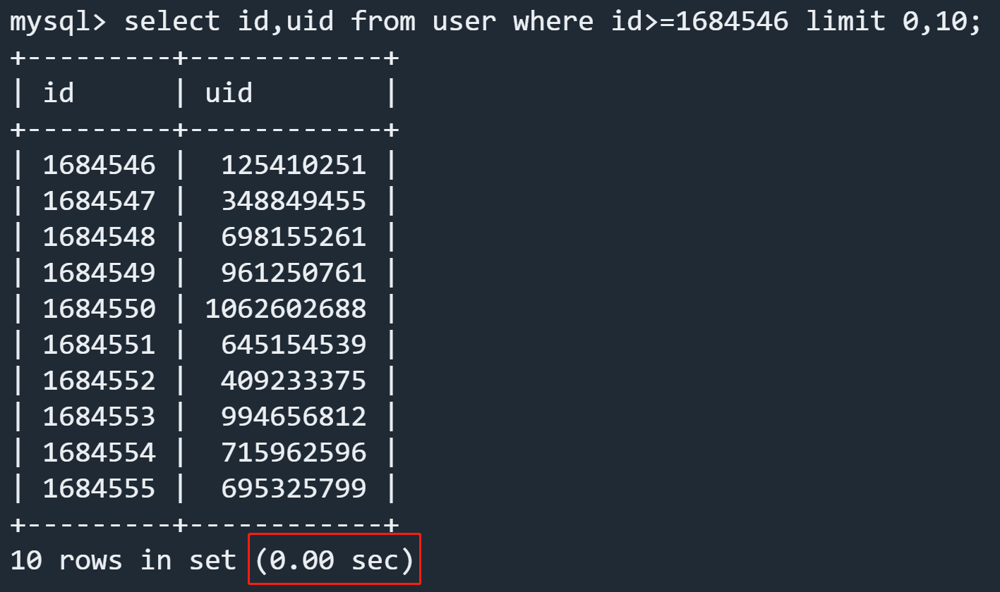 mysql> select id,uid from user where id>=1684546 limit 0,10;
+---------+------------+
| id      | uid        |
+---------+------------+
| 1684546 |  125410251 |
| 1684547 |  348849455 |
| 1684548 |  698155261 |
| 1684549 |  961250761 |
| 1684550 | 1062602688 |
| 1684551 |  645154539 |
| 1684552 |  409233375 |
| 1684553 |  994656812 |
| 1684554 |  715962596 |
| 1684555 |  695325799 |
+---------+------------+
10 rows in set (0.00 sec)